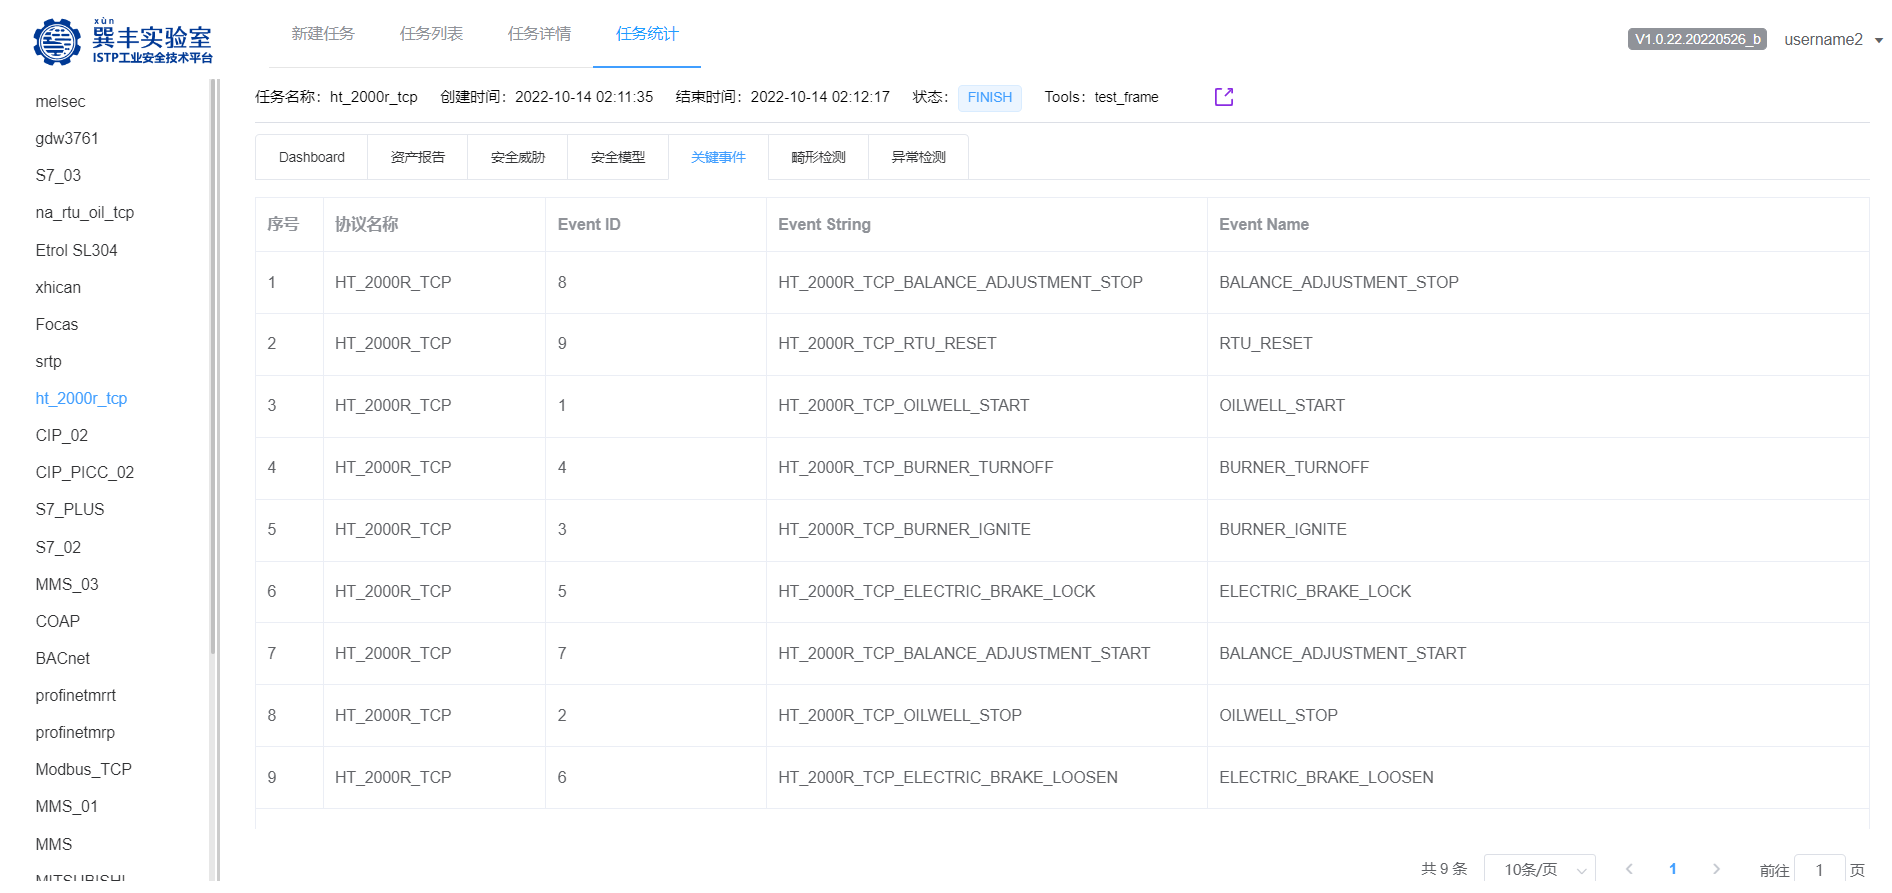 xùn
巽丰实验室
ISTP工业安全技术平台
新建任务 任务列表 任务详情 任务统计
V1.0.22.20220526_b username2
任务名称：ht_2000r_tcp 创建时间：2022-10-14 02:11:35 结束时间：2022-10-14 02:12:17 状态： FINISH Tools：test_frame
melsec
gdw3761
S7_03
na_rtu_oil_tcp
Etrol SL304
xhican
Focas
srtp
ht_2000r_tcp
CIP_02
CIP_PICC_02
S7_PLUS
S7_02
MMS_03
COAP
BACnet
profinetmrrt
profinetmrp
Modbus_TCP
MMS_01
MMS
MITSUBISHI
Dashboard 资产报告 安全威胁 安全模型 关键事件 畸形检测 异常检测
序号 协议名称 Event ID Event String Event Name
1 HT_2000R_TCP 8 HT_2000R_TCP_BALANCE_ADJUSTMENT_STOP BALANCE_ADJUSTMENT_STOP
2 HT_2000R_TCP 9 HT_2000R_TCP_RTU_RESET RTU_RESET
3 HT_2000R_TCP 1 HT_2000R_TCP_OILWELL_START OILWELL_START
4 HT_2000R_TCP 4 HT_2000R_TCP_BURNER_TURNOFF BURNER_TURNOFF
5 HT_2000R_TCP 3 HT_2000R_TCP_BURNER_IGNITE BURNER_IGNITE
6 HT_2000R_TCP 5 HT_2000R_TCP_ELECTRIC_BRAKE_LOCK ELECTRIC_BRAKE_LOCK
7 HT_2000R_TCP 7 HT_2000R_TCP_BALANCE_ADJUSTMENT_START BALANCE_ADJUSTMENT_START
8 HT_2000R_TCP 2 HT_2000R_TCP_OILWELL_STOP OILWELL_STOP
9 HT_2000R_TCP 6 HT_2000R_TCP_ELECTRIC_BRAKE_LOOSEN ELECTRIC_BRAKE_LOOSEN
共 9 条 10条/页 1 前往 1 页